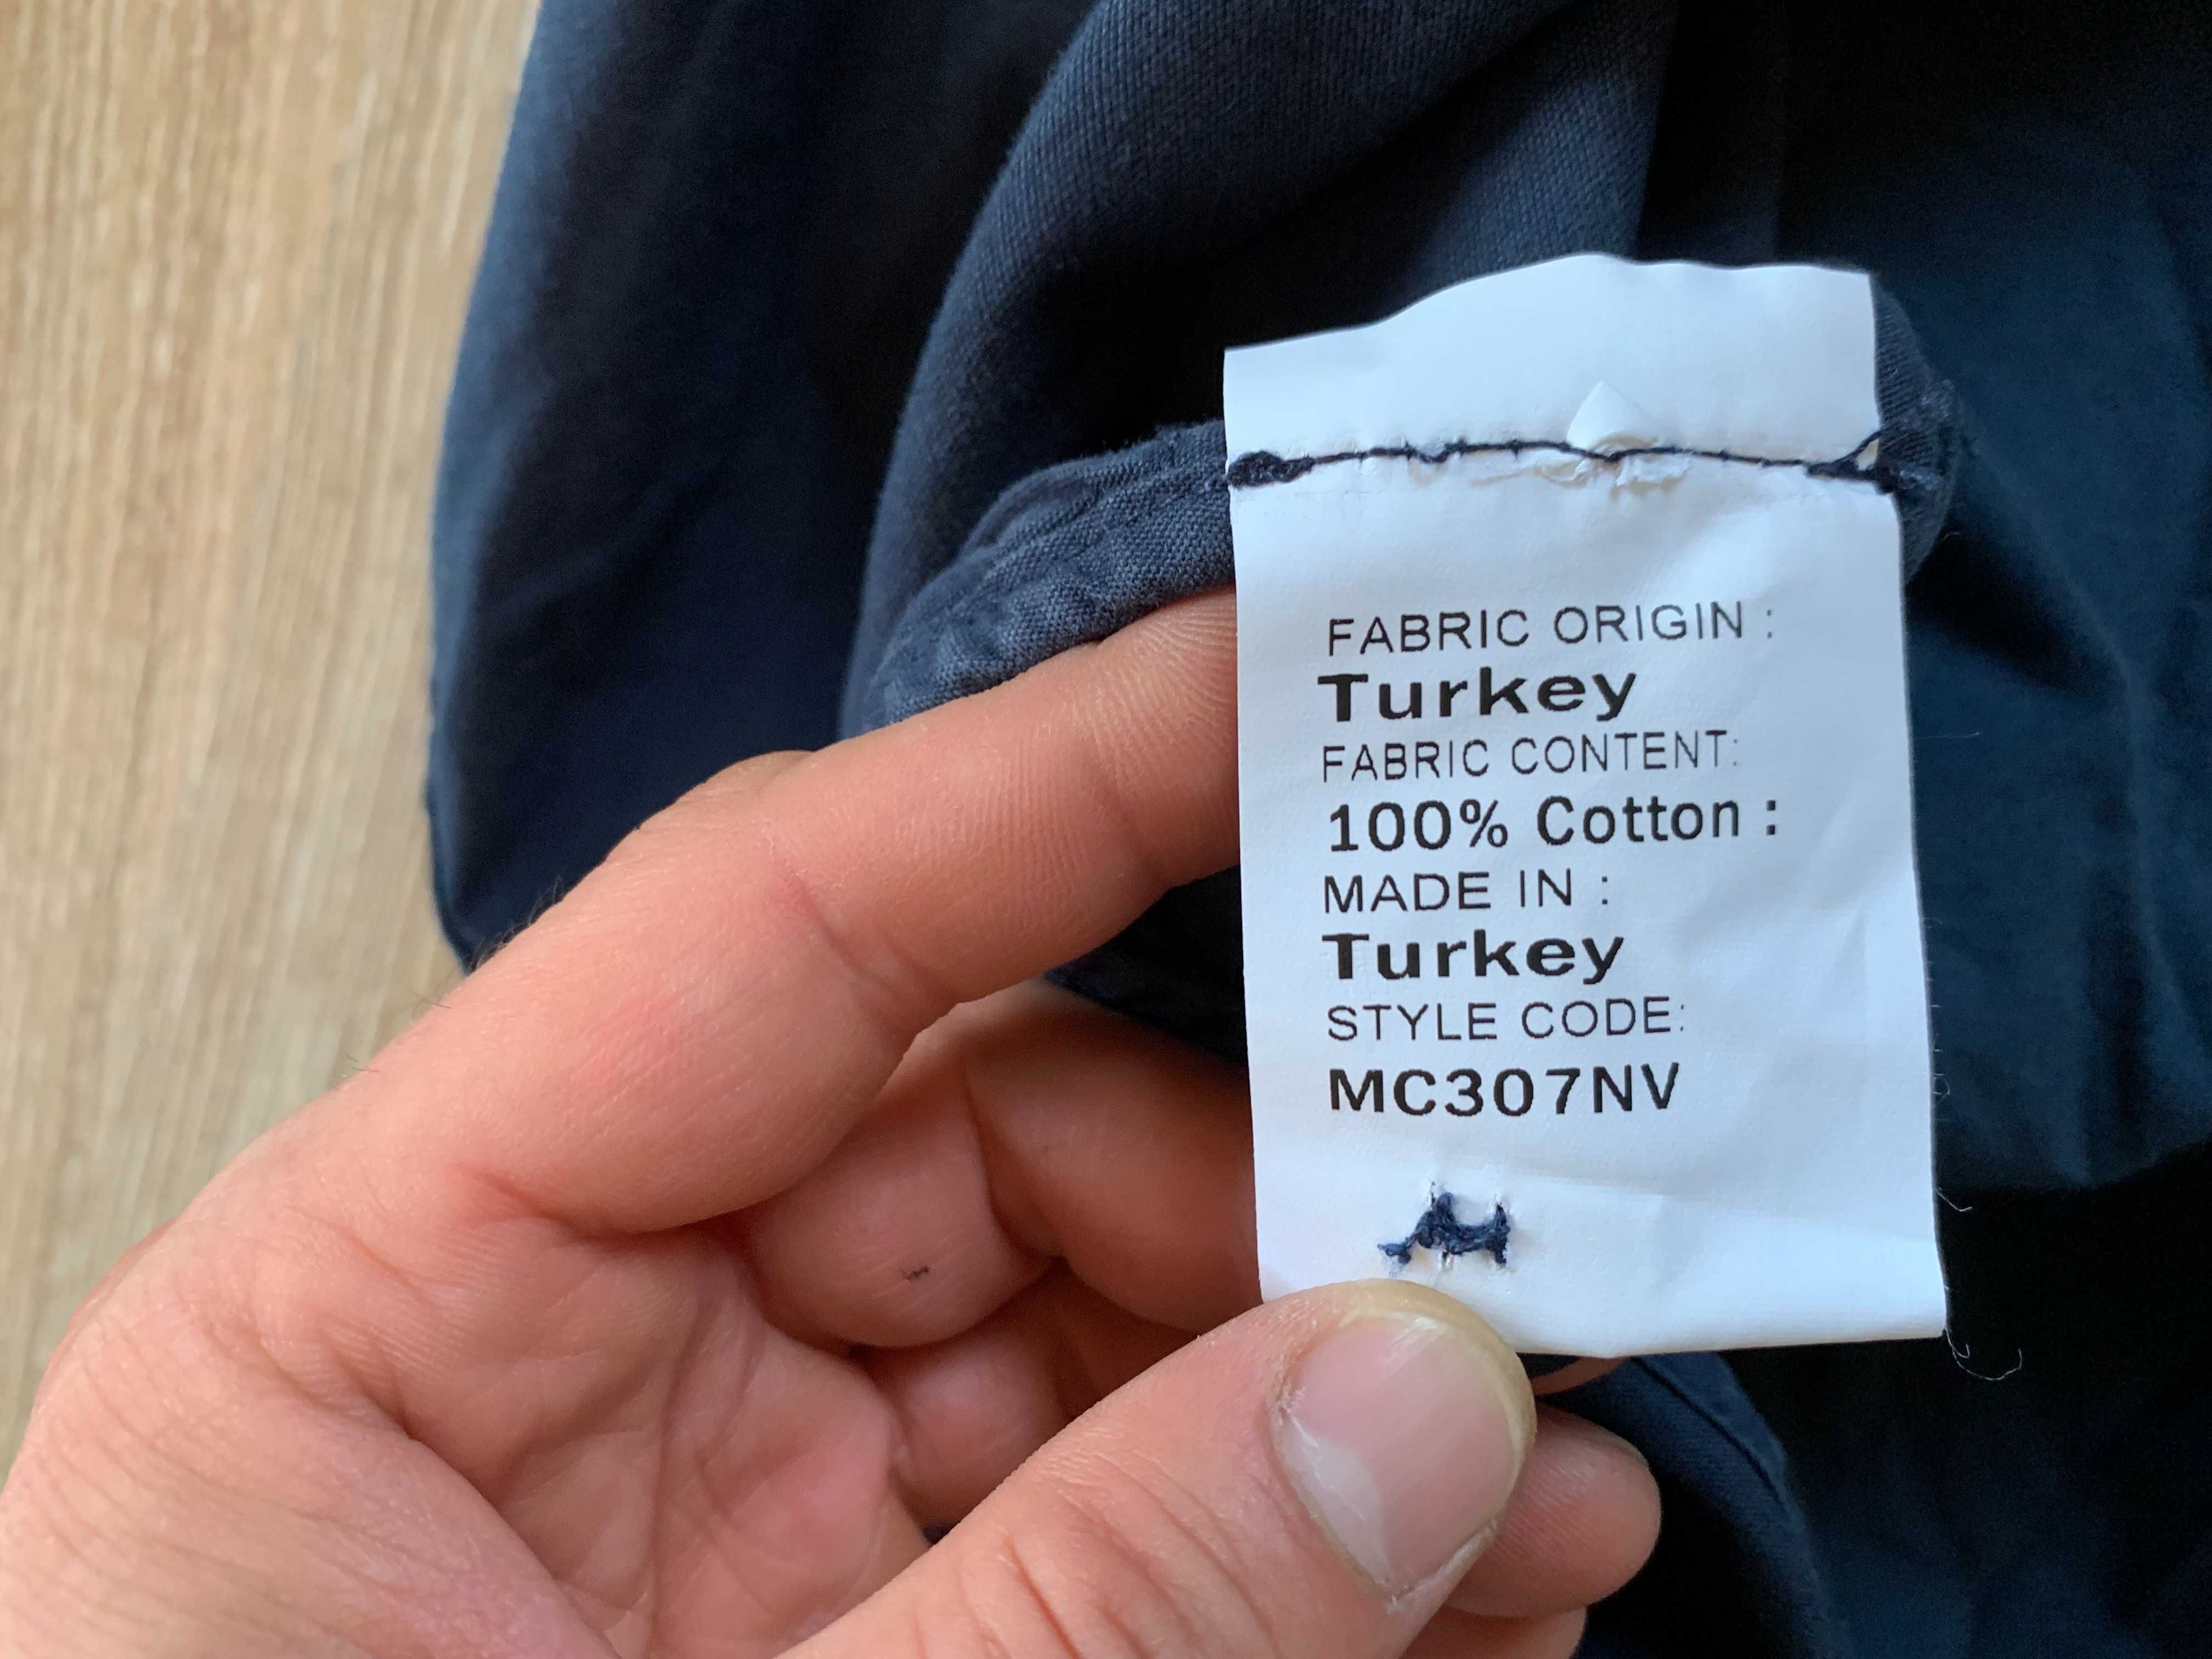 FABRIC ORIGIN :
Turkey
FABRIC CONTENT:
100% Cotton :
MADE IN :
Turkey
STYLE CODE:
MC307NV